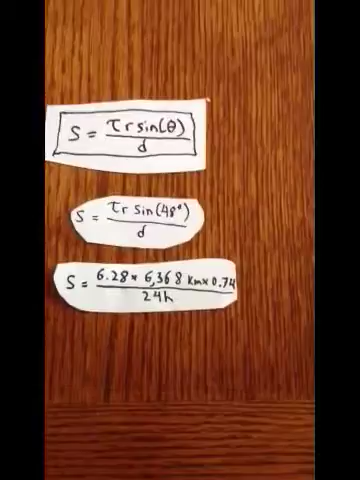 S = τr sin(θ) / d
S = τr sin(48°) / d
S = 6.28 × 6,368 km × 0.74 / 24h